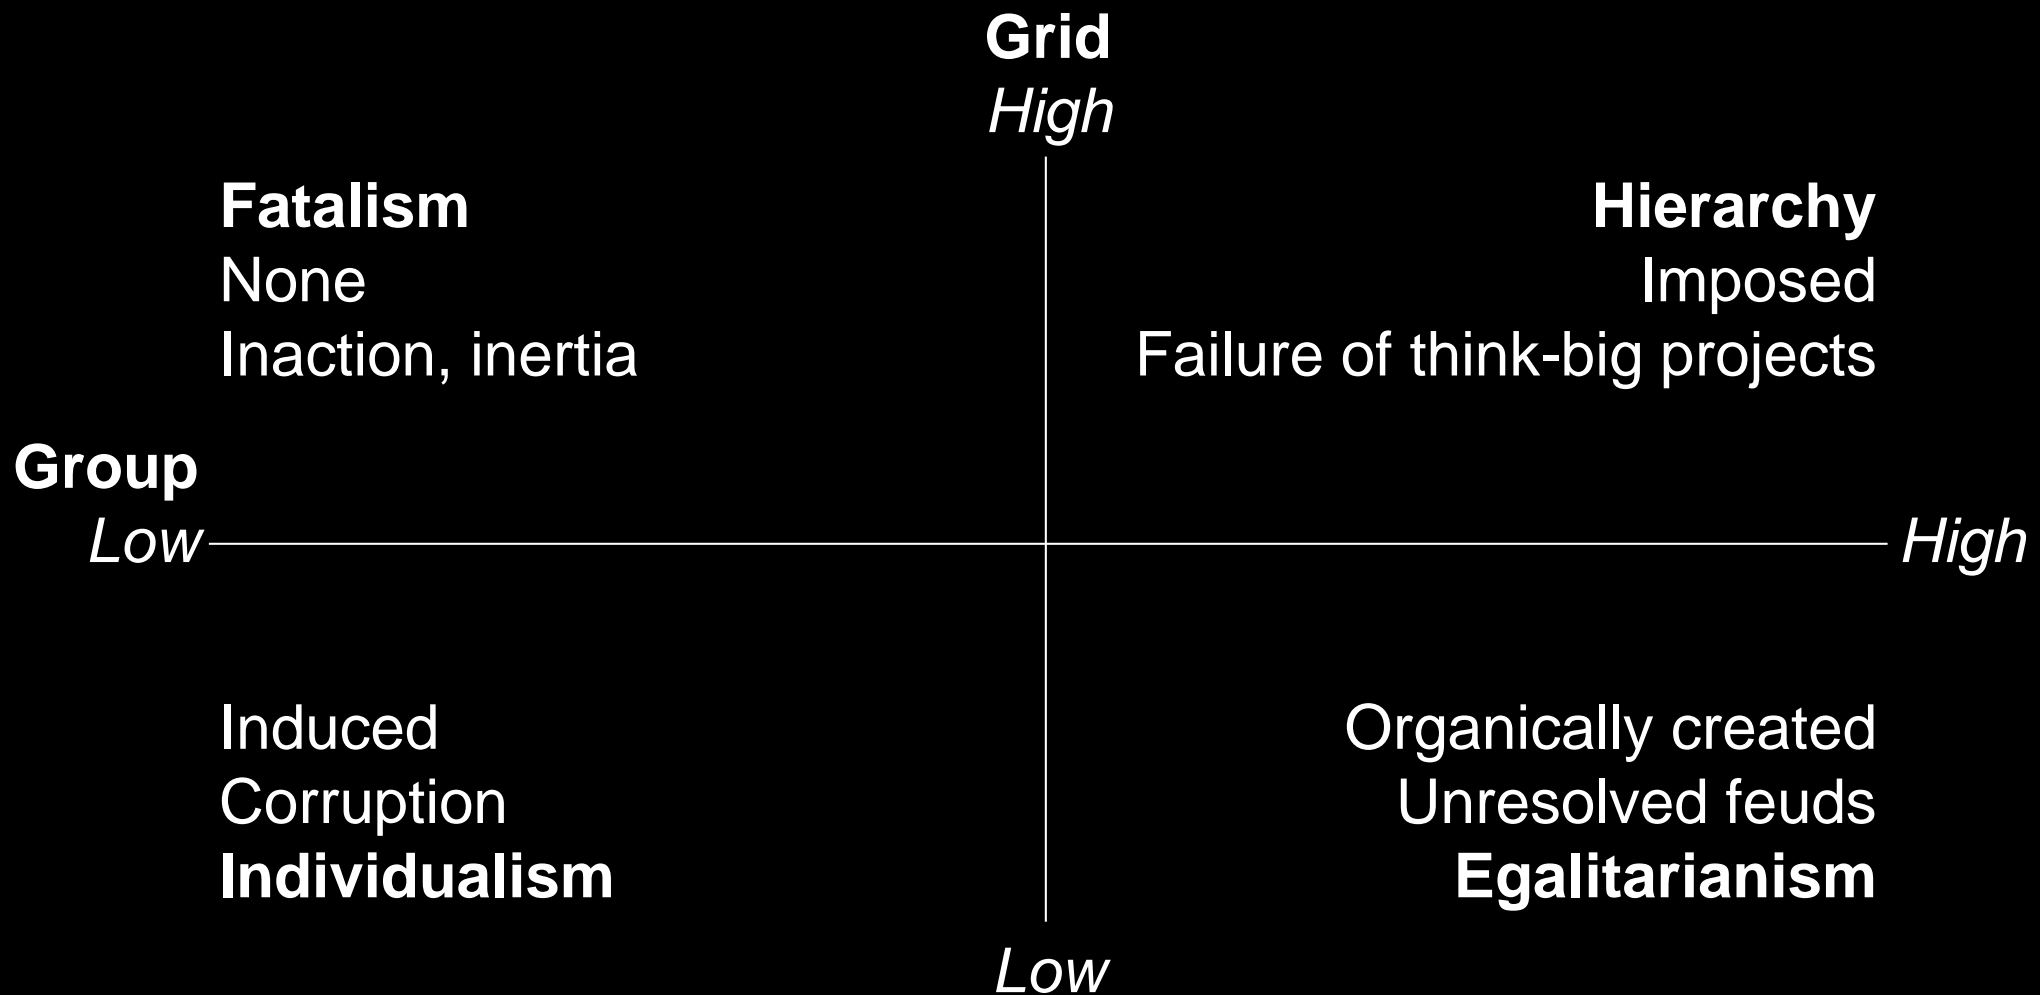 Grid
High
Fatalism
None
Inaction, inertia
Hierarchy
Imposed
Failure of think-big projects
Group
Low
High
Induced
Corruption
Individualism
Organically created
Unresolved feuds
Egalitarianism
Low